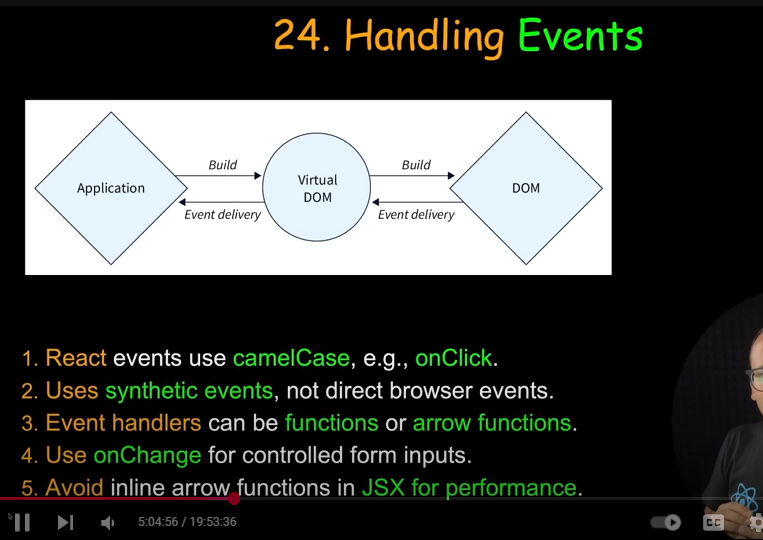 24. Handling Events
Build
Build
Application
Virtual
DOM
DOM
Event delivery
Event delivery
1. React events use camelCase, e.g., onClick.
2. Uses synthetic events, not direct browser events.
3. Event handlers can be functions or arrow functions.
4. Use onChange for controlled form inputs.
5. Avoid inline arrow functions in JSX for performance.
5:04:56 / 19:53:36
CC